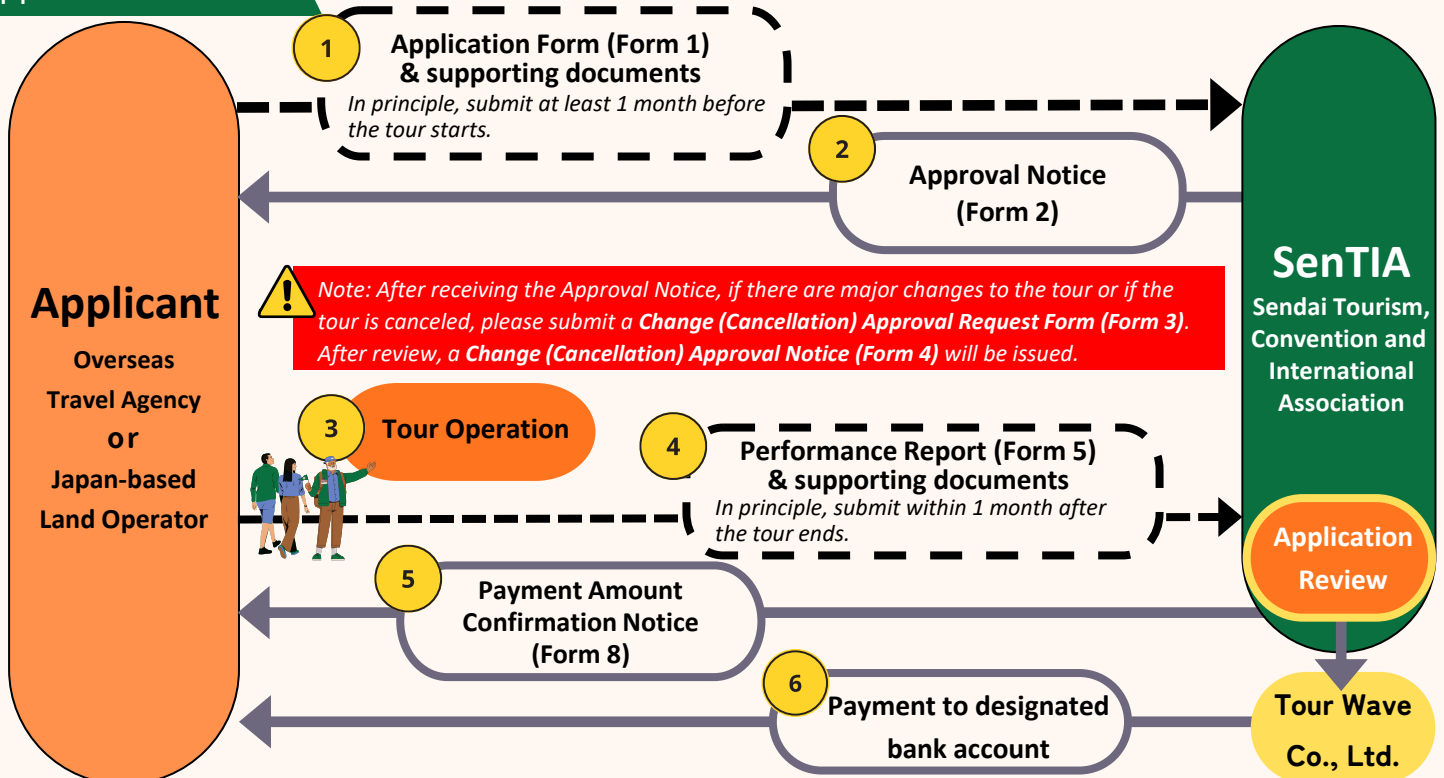 1
Application Form (Form 1)
& supporting documents
In principle, submit at least 1 month before
the tour starts.
2
Approval Notice
(Form 2)
Applicant
Overseas
Travel Agency
or
Japan-based
Land Operator
SenTIA
Sendai Tourism,
Convention and
International
Association
Note: After receiving the Approval Notice, if there are major changes to the tour or if the
tour is canceled, please submit a Change (Cancellation) Approval Request Form (Form 3).
After review, a Change (Cancellation) Approval Notice (Form 4) will be issued.
3
Tour Operation
4
Performance Report (Form 5)
& supporting documents
In principle, submit within 1 month after
the tour ends.
Application
Review
5
Payment Amount
Confirmation Notice
(Form 8)
6
Payment to designated
bank account
Tour Wave
Co., Ltd.